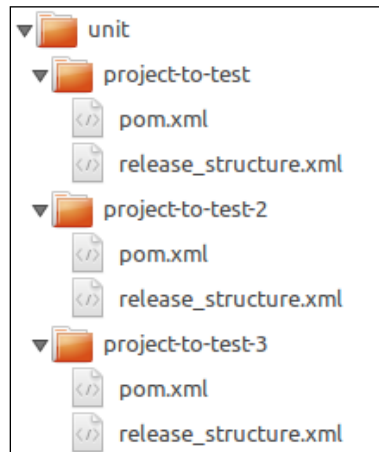 unit
project-to-test
pom.xml
release_structure.xml
project-to-test-2
pom.xml
release_structure.xml
project-to-test-3
pom.xml
release_structure.xml